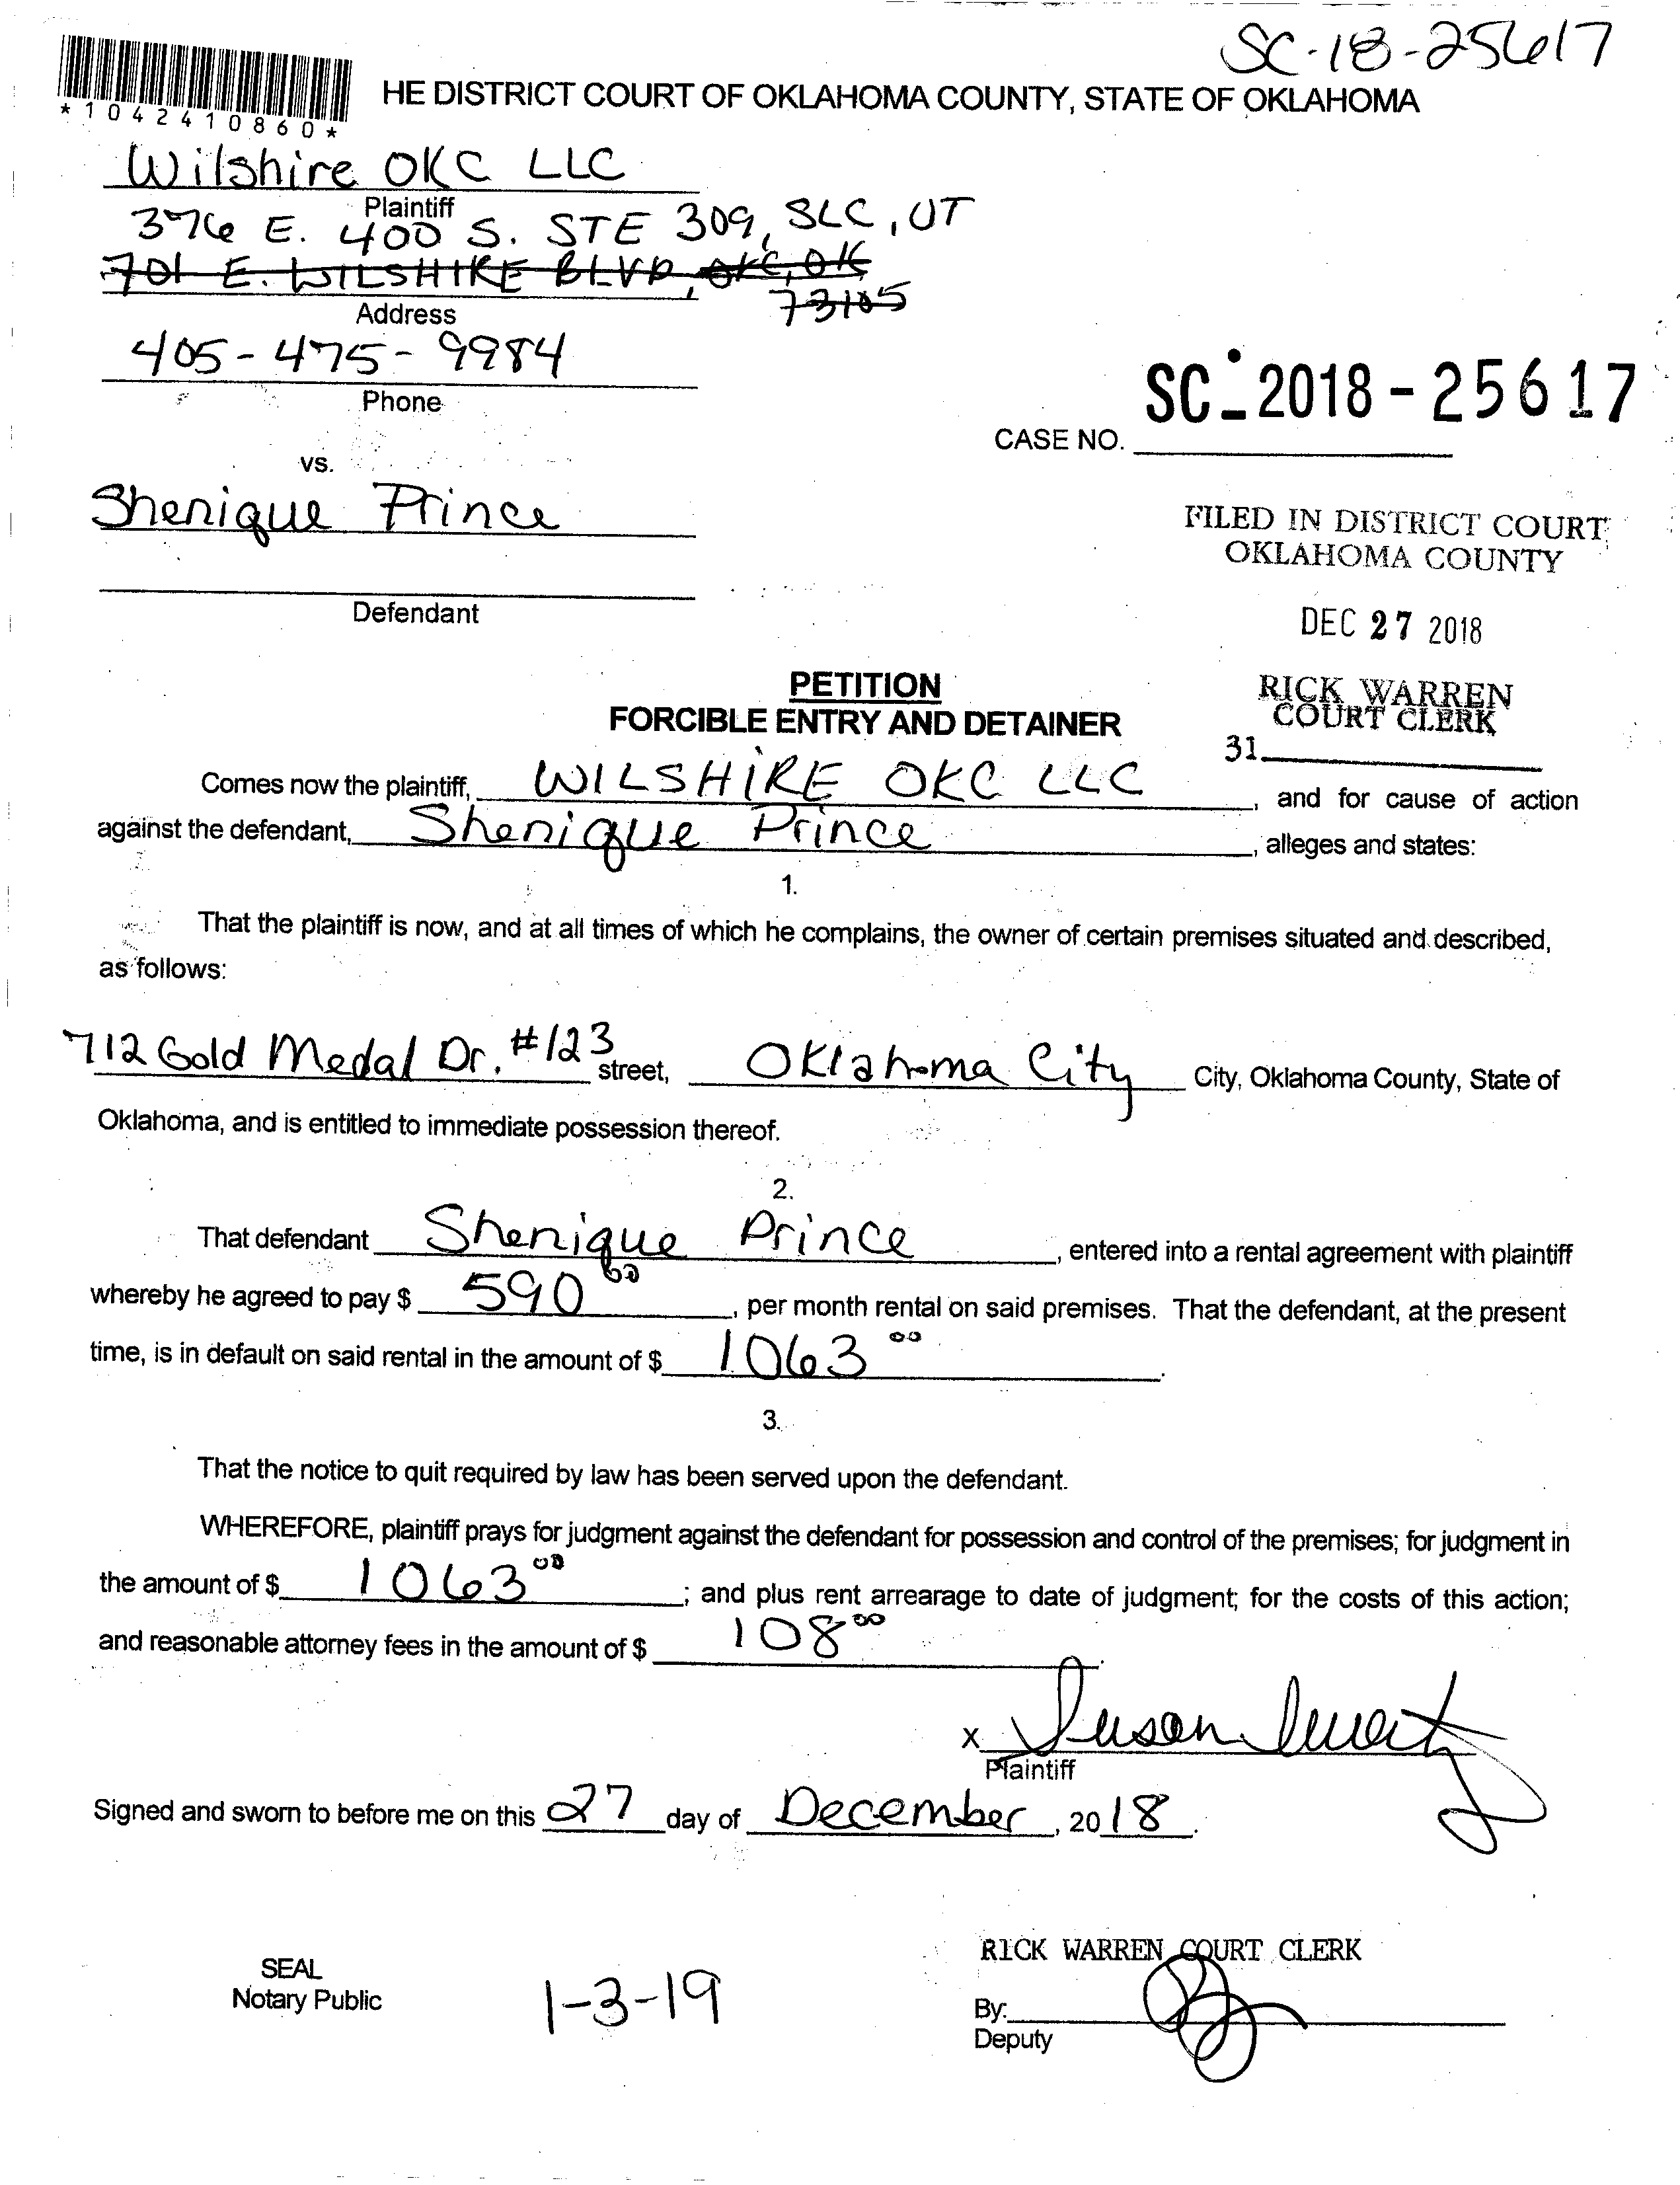 SC-18-25617
*1042410860*
HE DISTRICT COURT OF OKLAHOMA COUNTY, STATE OF OKLAHOMA
Wilshire OKC LLC
Plaintiff
376 E. 400 S. STE 309, SLC, UT
701 E. WILSHIRE BLVD, OKC, OK
73105
Address
405-475-9984
Phone
SC-2018-25617
CASE NO.
vs.
Shenique Prince
FILED IN DISTRICT COURT
OKLAHOMA COUNTY
Defendant
DEC 27 2018
PETITION
FORCIBLE ENTRY AND DETAINER
RICK WARREN
COURT CLERK
31
Comes now the plaintiff, WILSHIRE OKC LLC, and for cause of action
against the defendant, Shenique Prince, alleges and states:
1.
That the plaintiff is now, and at all times of which he complains, the owner of certain premises situated and described,
as follows:
712 Gold Medal Dr. #123 street, Oklahoma City City, Oklahoma County, State of
Oklahoma, and is entitled to immediate possession thereof.
2.
That defendant Shenique Prince, entered into a rental agreement with plaintiff
whereby he agreed to pay $ 590 00, per month rental on said premises. That the defendant, at the present
time, is in default on said rental in the amount of $ 1063 00.
3.
That the notice to quit required by law has been served upon the defendant.
WHEREFORE, plaintiff prays for judgment against the defendant for possession and control of the premises; for judgment in
the amount of $ 1063 00; and plus rent arrearage to date of judgment; for the costs of this action;
and reasonable attorney fees in the amount of $ 108 00.
X Susan
Plaintiff
Signed and sworn to before me on this 27 day of December, 2018.
RICK WARREN COURT CLERK
SEAL
Notary Public
1-3-19
By:
Deputy